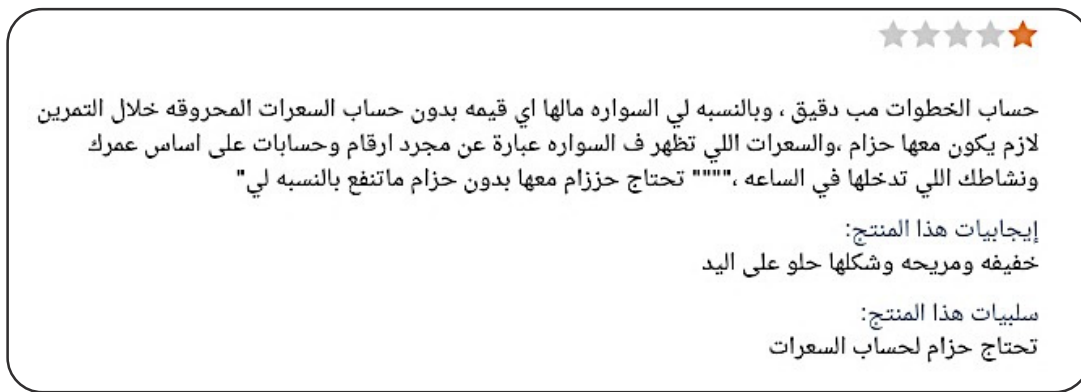 حساب الخطوات مب دقيق ، وبالنسبه لي السواره مالها اي قيمه بدون حساب السعرات المحروقه خلال التمرين
لازم يكون معها حزام ،والسعرات اللي تظهر ف السواره عبارة عن مجرد ارقام وحسابات على اساس عمرك
ونشاطك اللي تدخلها في الساعه ،"""" تحتاج حززام معها بدون حزام ماتنفع بالنسبه لي"
إيجابيات هذا المنتج:
خفيفه ومريحه وشكلها حلو على اليد
سلبيات هذا المنتج:
تحتاج حزام لحساب السعرات